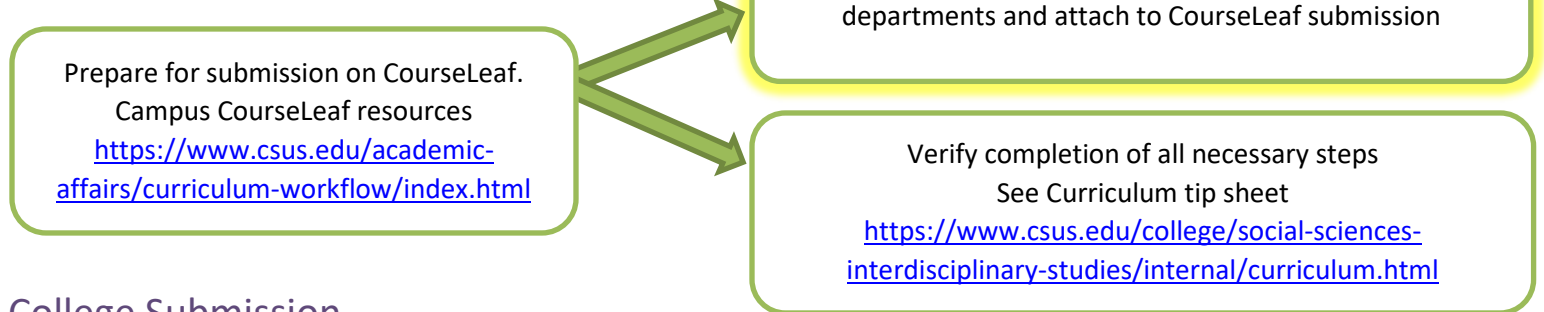 departments and attach to CourseLeaf submission
Prepare for submission on CourseLeaf.
Campus CourseLeaf resources
https://www.csus.edu/academic-
affairs/curriculum-workflow/index.html
Verify completion of all necessary steps
See Curriculum tip sheet
https://www.csus.edu/college/social-sciences-
interdisciplinary-studies/internal/curriculum.html
College Submission